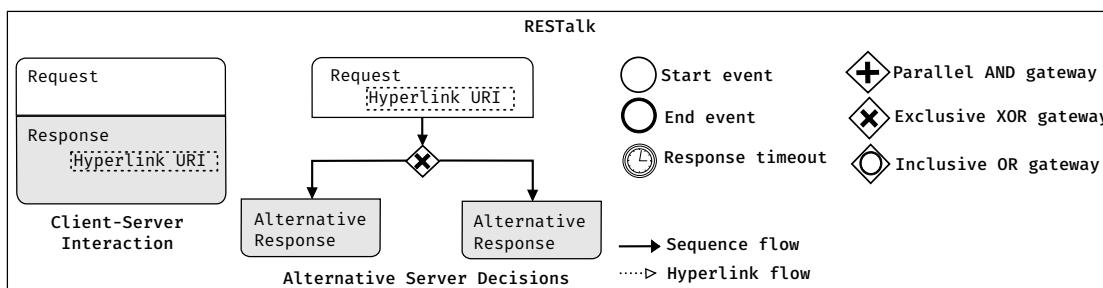 RESTalk
Request
Response
Hyperlink URI
Client-Server
Interaction
Request
Hyperlink URI
Alternative
Response
Alternative
Response
Alternative Server Decisions
Start event
End event
Response timeout
Parallel AND gateway
Exclusive XOR gateway
Inclusive OR gateway
Sequence flow
Hyperlink flow